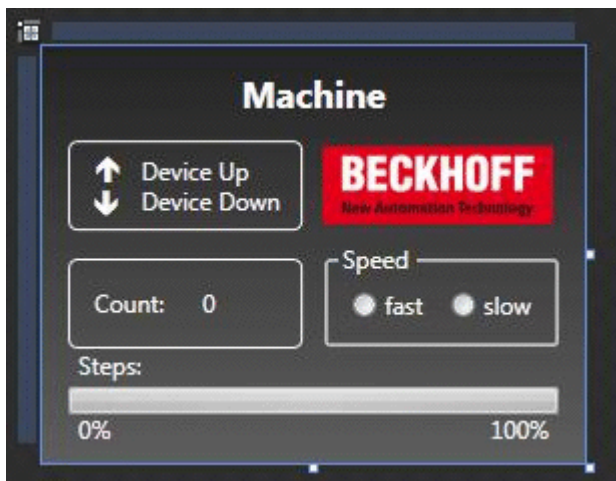 Machine
Device Up
Device Down
BECKHOFF
New Automation Technology
Count: 0
Speed
fast slow
Steps:
0% 100%